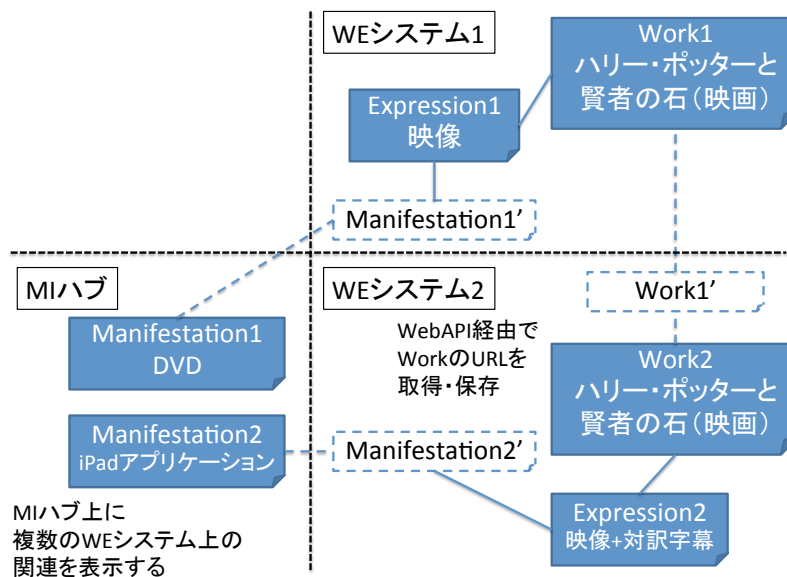 WEシステム1
Work1
ハリー・ポッターと
賢者の石(映画)
Expression1
映像
Manifestation1’
MIハブ
Manifestation1
DVD
Manifestation2
iPadアプリケーション
MIハブ上に
複数のWEシステム上の
関連を表示する
WEシステム2
WebAPI経由で
WorkのURLを
取得・保存
Work1’
Work2
ハリー・ポッターと
賢者の石(映画)
Manifestation2’
Expression2
映像+対訳字幕